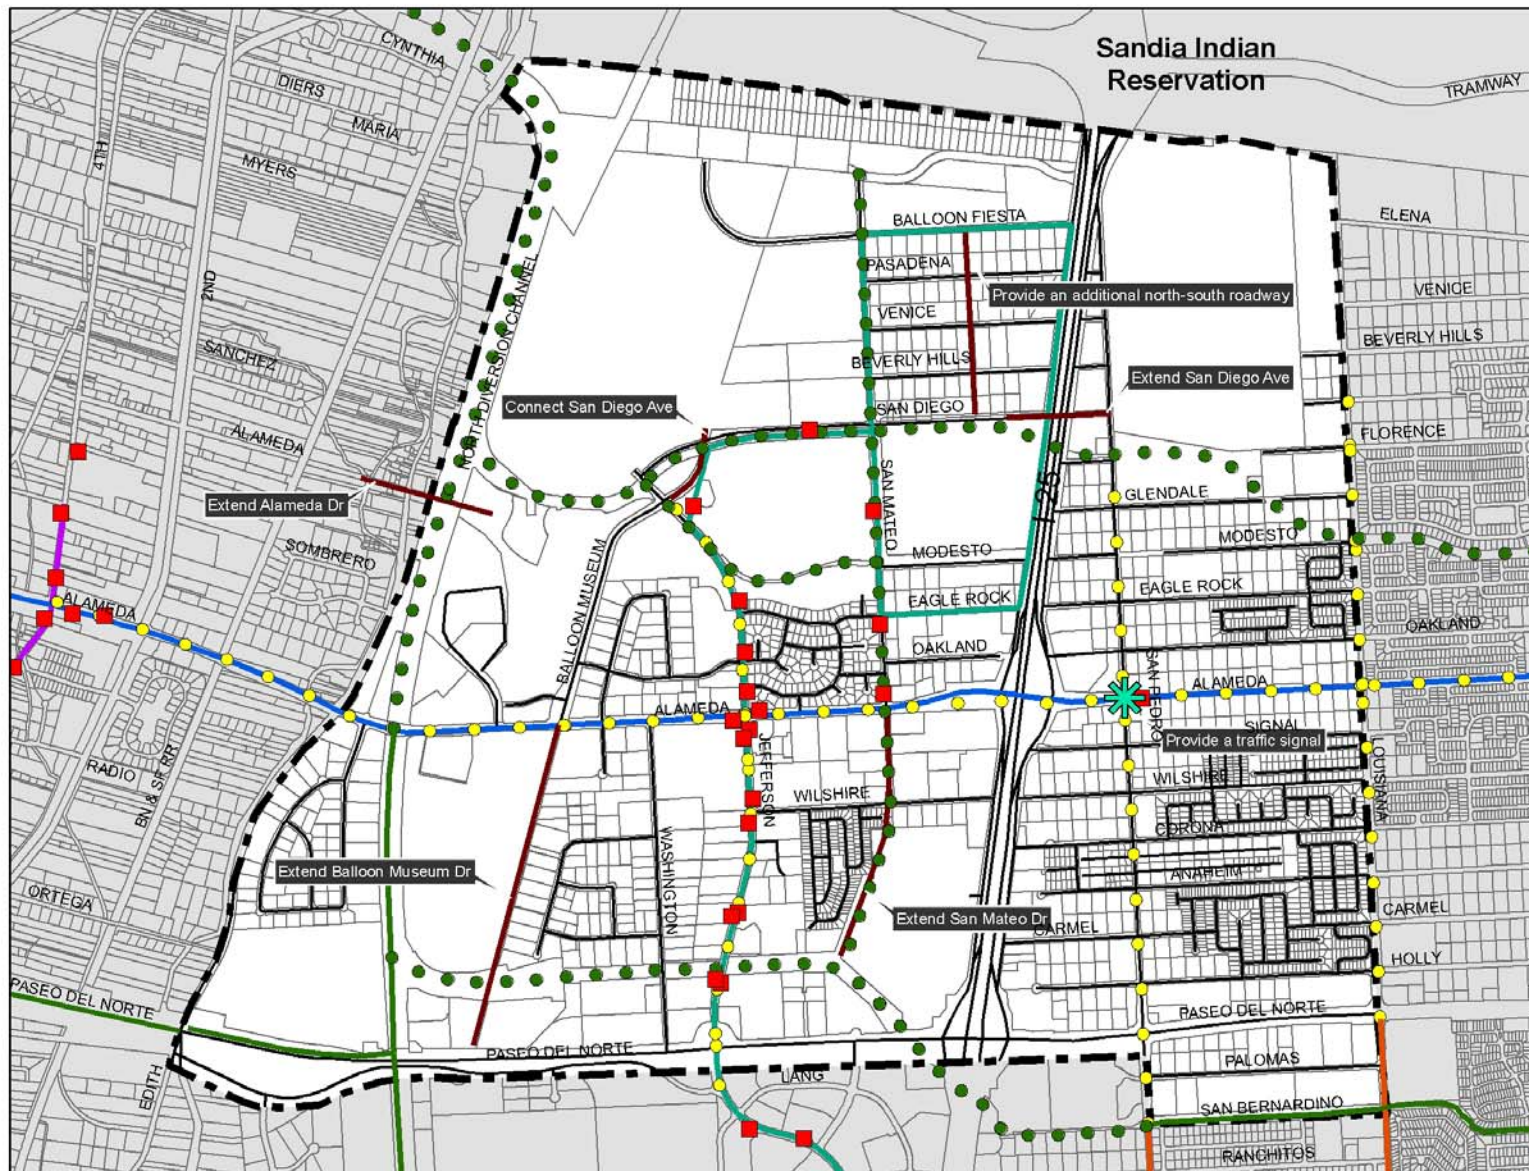 Sandia Indian
Reservation
TRAMWAY
CYNTHIA
DIERS
MARIA
MYERS
4TH
2ND
NORTH DIVERSION CHANNEL
SANCHEZ
ALAMEDA
BALLOON FIESTA
PASADENA
Provide an additional north-south roadway
VENICE
BEVERLY HILLS
SAN DIEGO
Extend San Diego Ave
Connect San Diego Ave
ELENA
VENICE
BEVERLY HILLS
FLORENCE
Extend Alameda Dr
SOMBRERO
SAN MATEO
I-25
GLENDALE
MODESTO
MODESTO
EAGLE ROCK
EAGLE ROCK
OAKLAND
OAKLAND
BALLOON MUSEUM
ALAMEDA
ALAMEDA
ALAMEDA
SAN PEDRO
SIGNAL
Provide a traffic signal
LOUISIANA
RADIO
BN & SF RR
JEFFERSON
WILSHIRE
WILSHIRE
WASHINGTON
CORONA
Extend Balloon Museum Dr
ANAHEIM
ORTEGA
Extend San Mateo Dr
CARMEL
CARMEL
HOLLY
PASEO DEL NORTE
PASEO DEL NORTE
PASEO DEL NORTE
PALOMAS
LANG
EDITH
SAN BERNARDINO
RANCHITOS